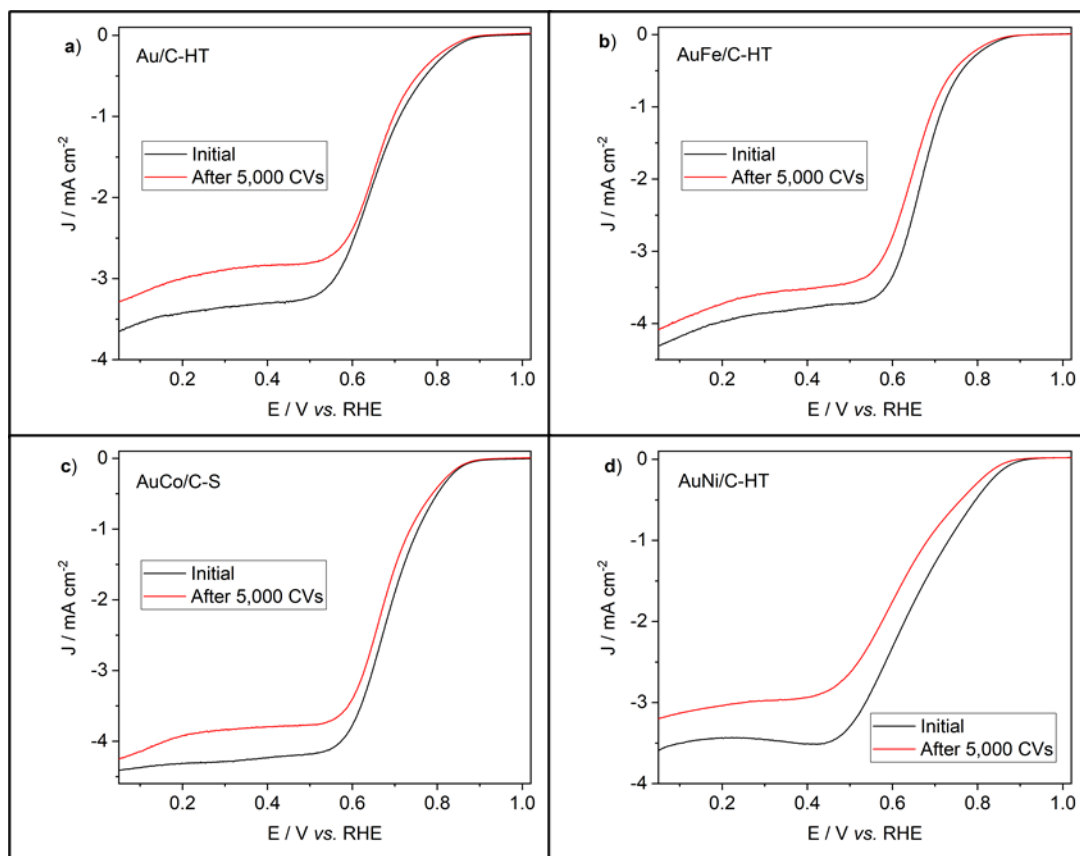 a)
Au/C-HT
Initial
After 5,000 CVs
0
-1
-2
-3
-4
J / mA cm⁻²
0.2 0.4 0.6 0.8 1.0
E / V vs. RHE
b)
AuFe/C-HT
Initial
After 5,000 CVs
0
-1
-2
-3
-4
J / mA cm⁻²
0.2 0.4 0.6 0.8 1.0
E / V vs. RHE
c)
AuCo/C-S
Initial
After 5,000 CVs
0
-1
-2
-3
-4
J / mA cm⁻²
0.2 0.4 0.6 0.8 1.0
E / V vs. RHE
d)
AuNi/C-HT
Initial
After 5,000 CVs
0
-1
-2
-3
-4
J / mA cm⁻²
0.2 0.4 0.6 0.8 1.0
E / V vs. RHE